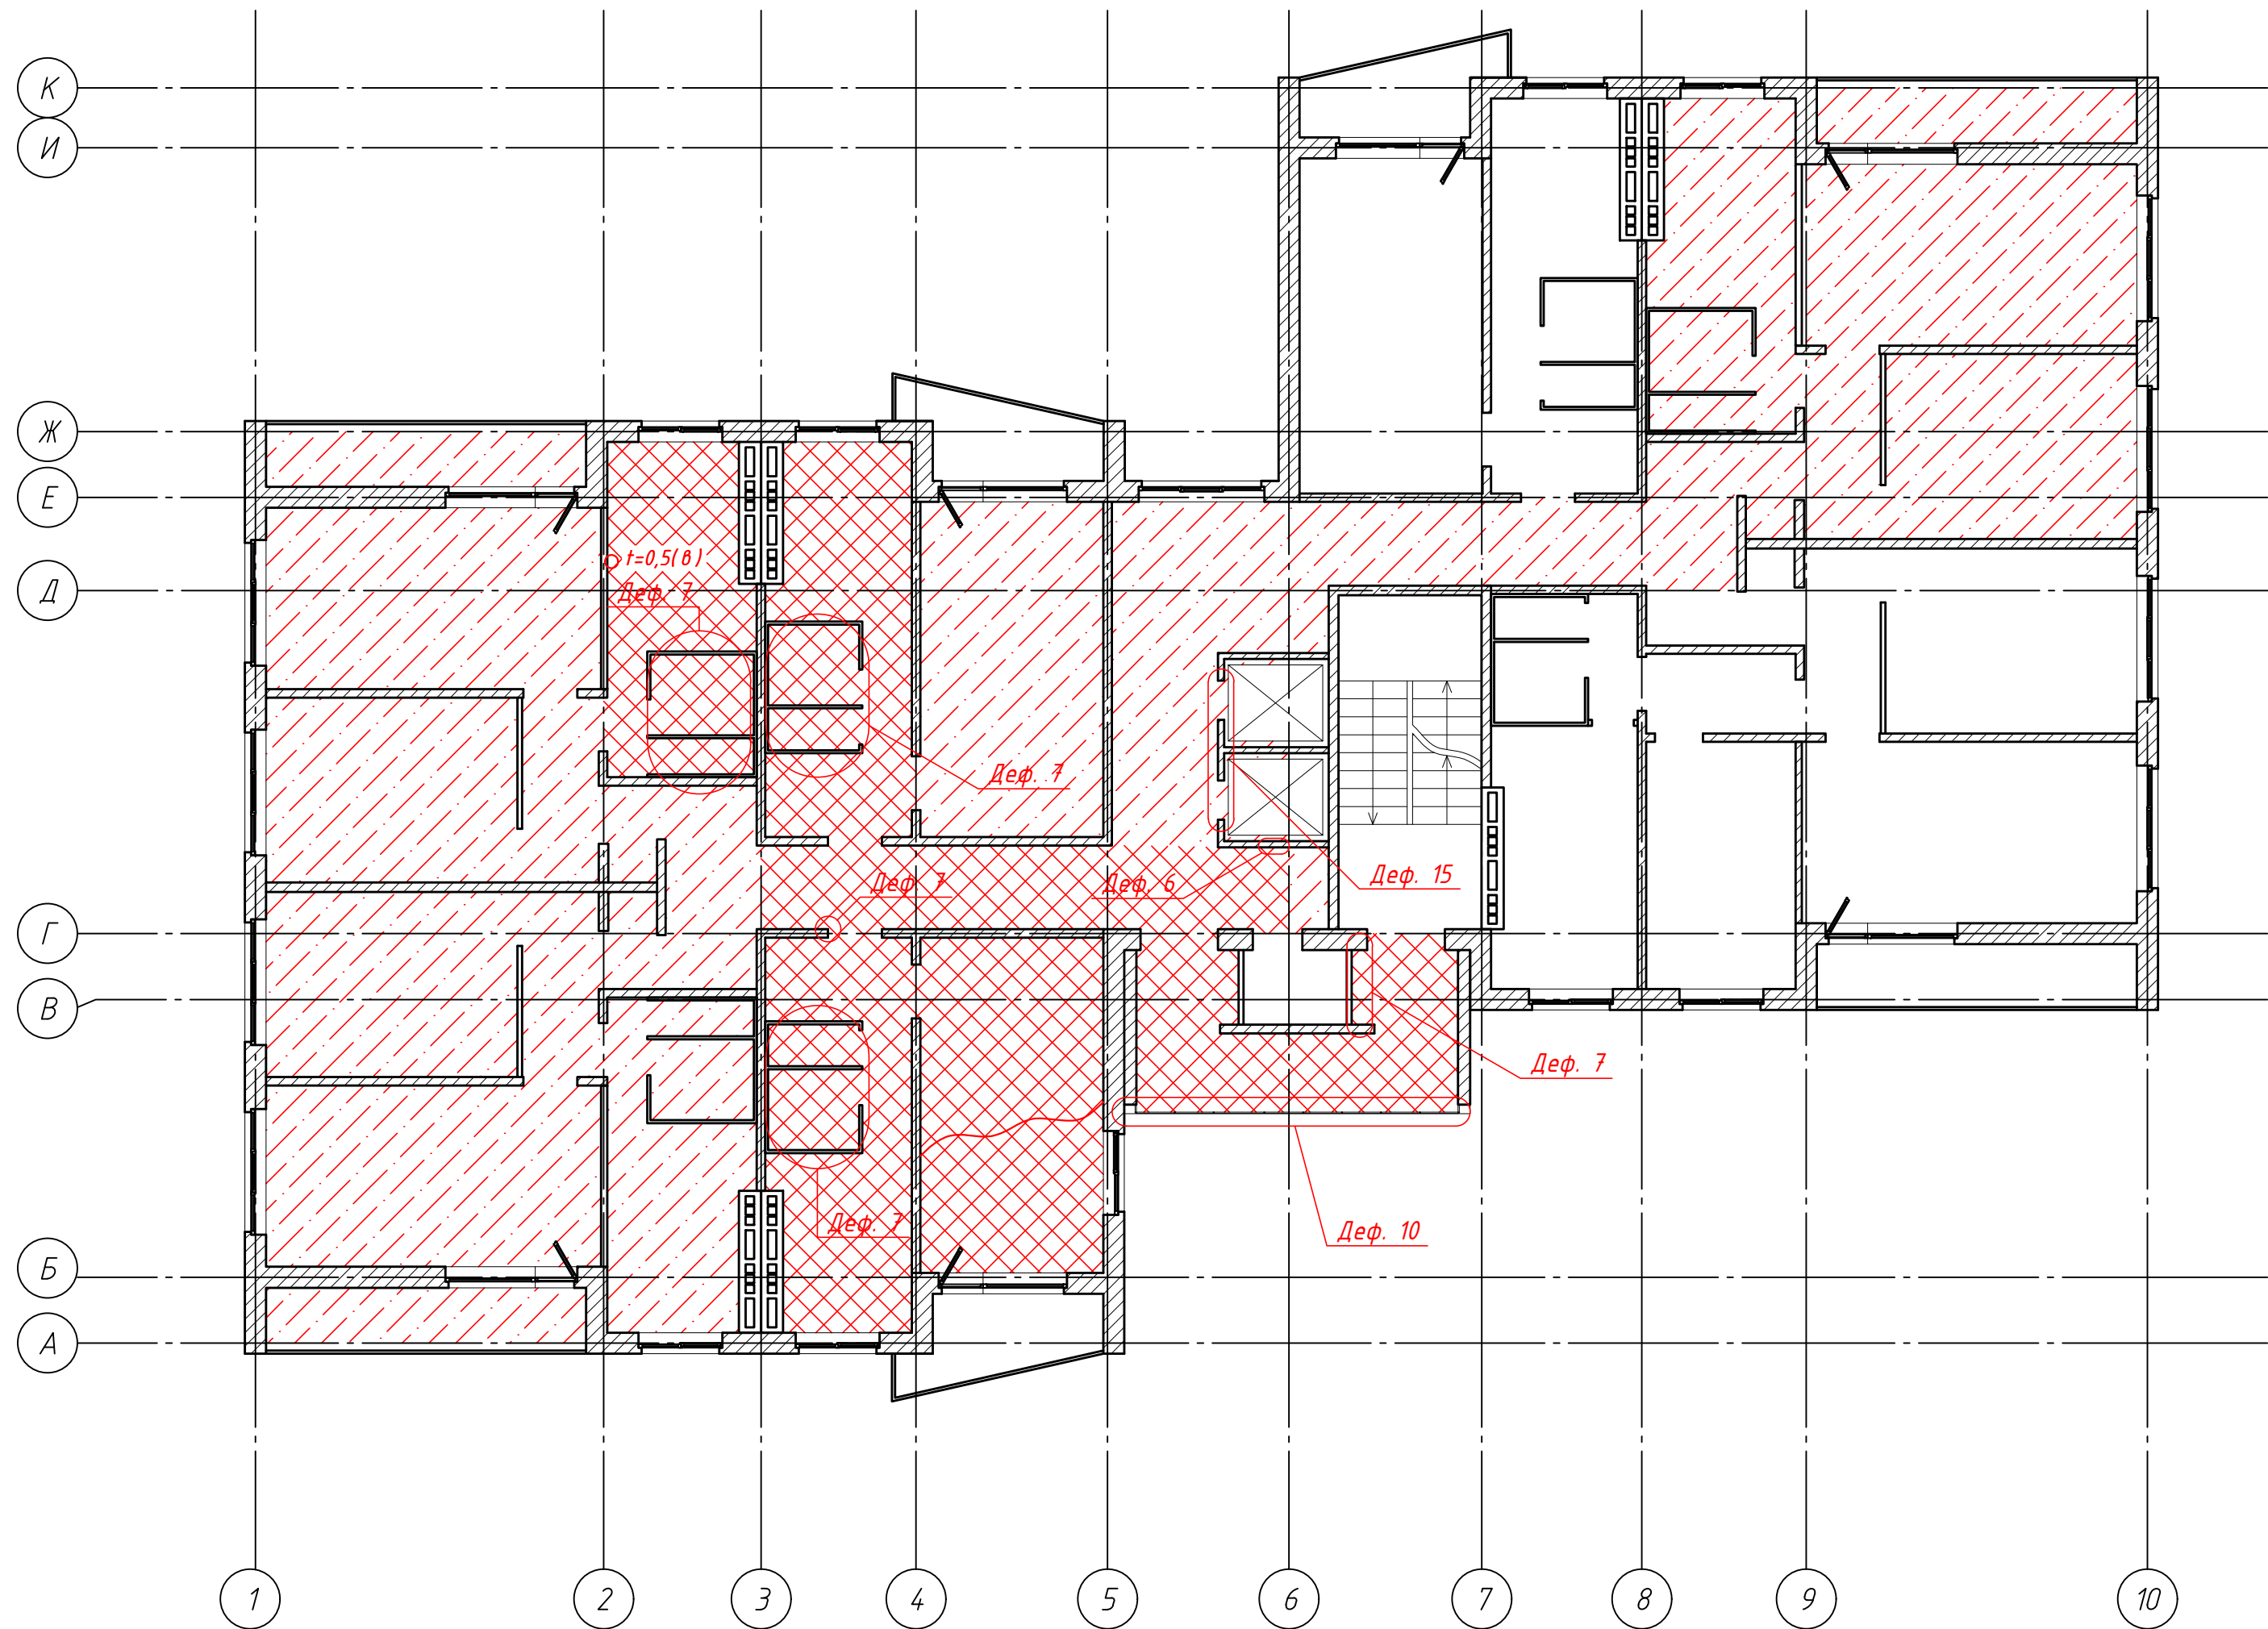 К
И
Ж
Е
t=0,5(в)
Деф. 7
Д
Деф. 7
Деф. 7
Деф. 6
Деф. 15
Г
В
Деф. 7
Деф. 7
Деф. 10
Б
А
1
2
3
4
5
6
7
8
9
10